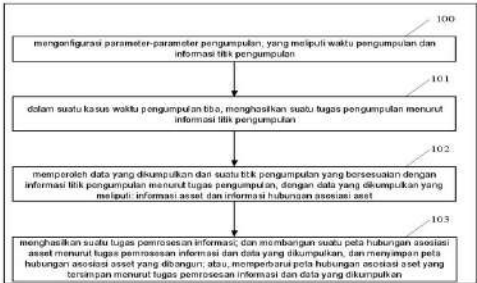 100
mengonfigurasi parameter-parameter pengumpulan, yang meliputi waktu pengumpulan dan
informasi titik pengumpulan
101
dalam suatu kasus waktu pengumpulan tiba, menghasilkan suatu tugas pengumpulan menurut
informasi titik pengumpulan
102
memperoleh data yang dikumpulkan dari suatu titik pengumpulan yang bersesuaian dengan
informasi titik pengumpulan menurut tugas pengumpulan, dengan data yang dikumpulkan yang
meliputi: informasi asset dan informasi hubungan asosiasi aset
103
menghasilkan suatu tugas pemrosesan informasi; dan membangun suatu peta hubungan asosiasi
asset menurut tugas pemrosesan informasi dan data yang dikumpulkan, dan menyimpan peta
hubungan asosiasi asset yang dibangun; atau, memperbarui peta hubungan asosiasi aset yang
tersimpan menurut tugas pemrosesan informasi dan data yang dikumpulkan